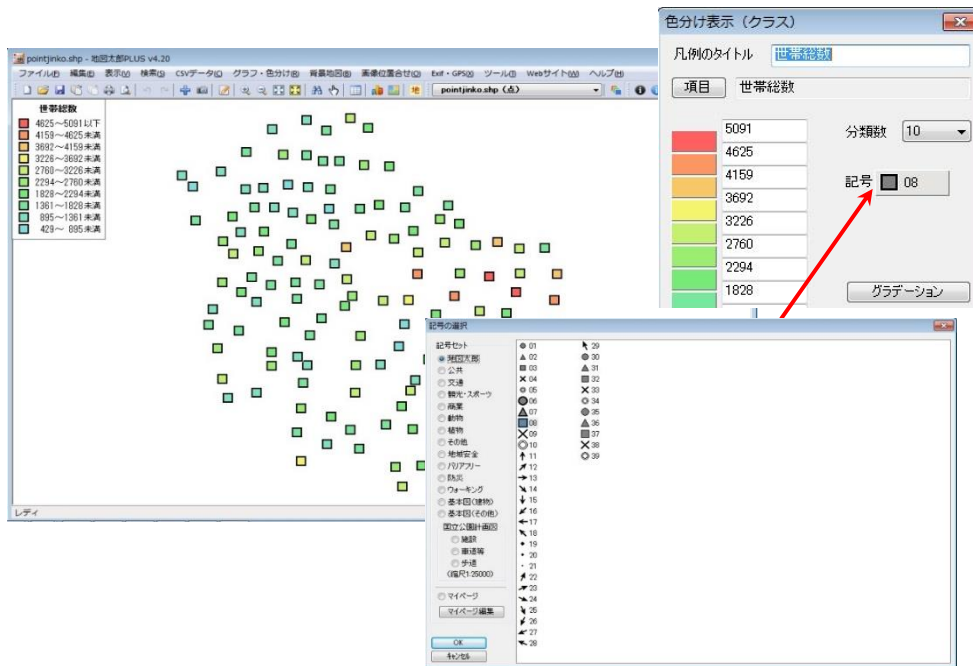 pointjinko.shp - 地図太郎PLUS v4.20
ファイル(F) 編集(E) 表示(V) 検索(S) CSVデータ(C) グラフ・色分け(B) 背景地図(B) 画像位置合せ(O) Exif・GPS(X) ツール(T) Webサイト(W) ヘルプ(H)
pointjinko.shp (点)
世帯総数
4625～5091以下
4159～4625未満
3692～4159未満
3226～3692未満
2760～3226未満
2294～2760未満
1828～2294未満
1361～1828未満
895～1361未満
429～ 895未満
レディ
色分け表示（クラス）
凡例のタイトル 世帯総数
項目 世帯総数
5091
4625
4159
3692
3226
2760
2294
1828
分類数 10
記号 08
グラデーション
記号の選択
記号セット
地図太郎
公共
交通
観光・スポーツ
商業
動物
植物
その他
地域安全
バリアフリー
防災
ウォーキング
基本図(建物)
基本図(その他)
国立公園計画図
施設
車道等
歩道
(縮尺1:25000)
マイページ
マイページ編集
OK
キャンセル
01
02
03
04
05
06
07
08
09
10
11
12
13
14
15
16
17
18
19
20
21
22
23
24
25
26
27
28
29
30
31
32
33
34
35
36
37
38
39